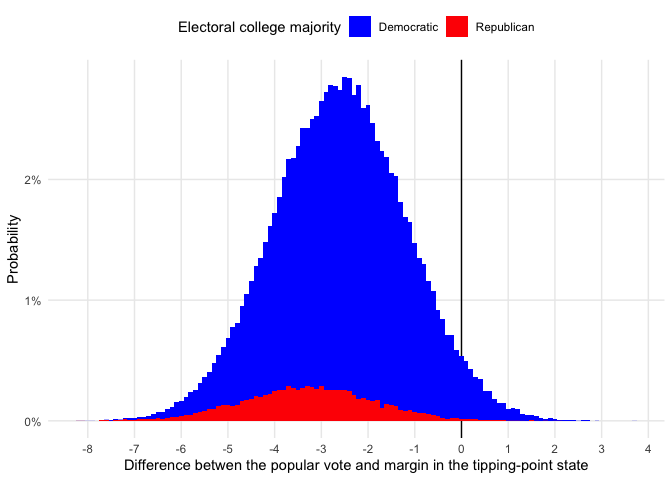 Electoral college majority Democratic Republican
Probability
2%
1%
0%
-8 -7 -6 -5 -4 -3 -2 -1 0 1 2 3 4
Difference betwen the popular vote and margin in the tipping-point state